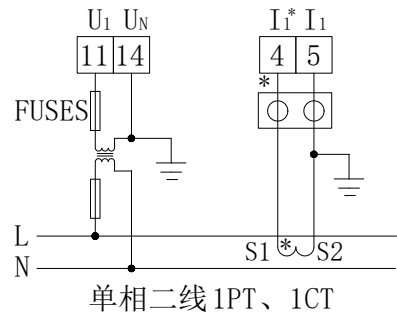 U1 UN I1* I1
11 14 4 5
*
FUSES
L
S1 * S2
N
单相二线1PT、1CT